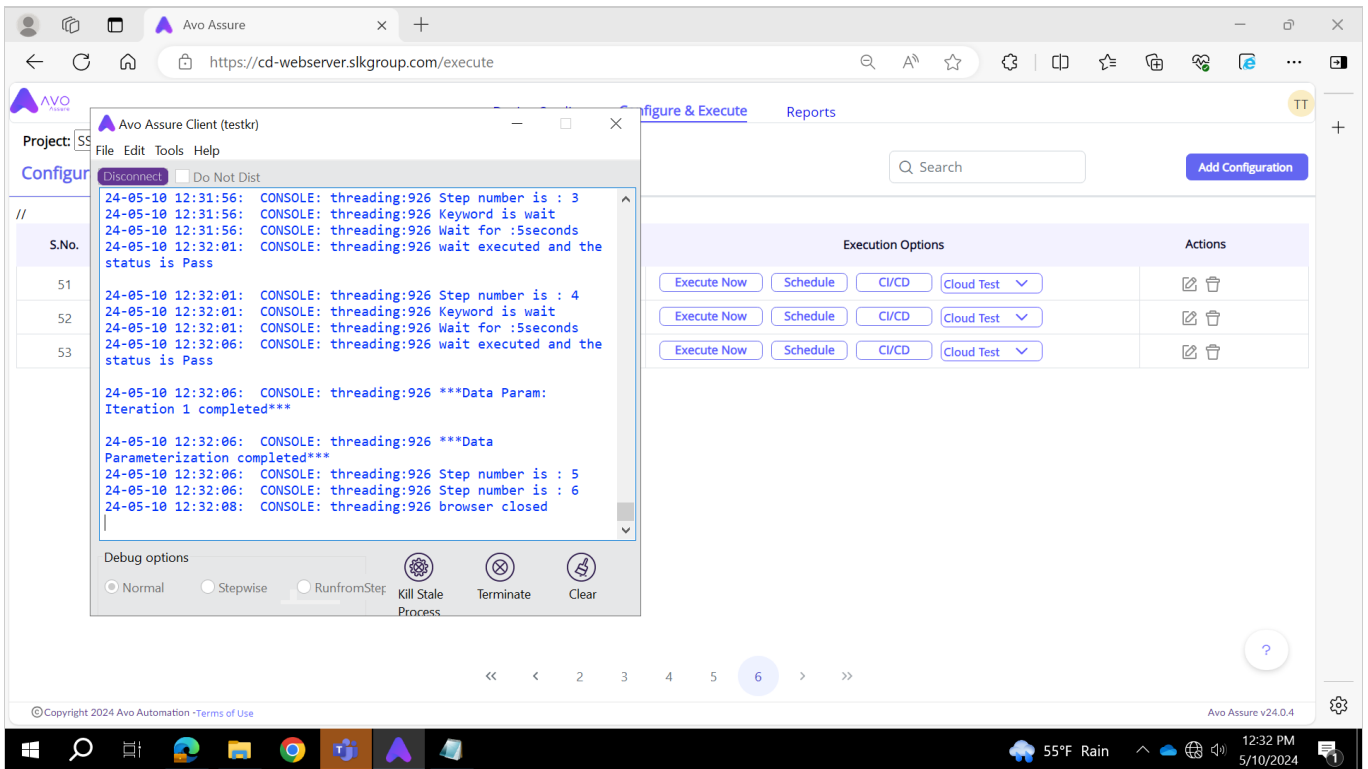 Avo Assure
https://cd-webserver.slkgroup.com/execute
AVO
Assure
Configure & Execute
Reports
TT
Project:
Avo Assure Client (testkr)
File Edit Tools Help
Disconnect
Do Not Dist
Search
Add Configuration
//
S.No.
Execution Options
Actions
51
Execute Now
Schedule
CI/CD
Cloud Test
52
Execute Now
Schedule
CI/CD
Cloud Test
53
Execute Now
Schedule
CI/CD
Cloud Test
24-05-10 12:31:56: CONSOLE: threading:926 Step number is : 3
24-05-10 12:31:56: CONSOLE: threading:926 Keyword is wait
24-05-10 12:31:56: CONSOLE: threading:926 Wait for :5seconds
24-05-10 12:32:01: CONSOLE: threading:926 wait executed and the
status is Pass
24-05-10 12:32:01: CONSOLE: threading:926 Step number is : 4
24-05-10 12:32:01: CONSOLE: threading:926 Keyword is wait
24-05-10 12:32:01: CONSOLE: threading:926 Wait for :5seconds
24-05-10 12:32:06: CONSOLE: threading:926 wait executed and the
status is Pass
24-05-10 12:32:06: CONSOLE: threading:926 ***Data Param:
Iteration 1 completed***
24-05-10 12:32:06: CONSOLE: threading:926 ***Data
Parameterization completed***
24-05-10 12:32:06: CONSOLE: threading:926 Step number is : 5
24-05-10 12:32:06: CONSOLE: threading:926 Step number is : 6
24-05-10 12:32:08: CONSOLE: threading:926 browser closed
Debug options
Normal
Stepwise
RunfromStep
Kill Stale
Process
Terminate
Clear
?
« ‹ 2 3 4 5 6 › »
©Copyright 2024 Avo Automation -Terms of Use
Avo Assure v24.0.4
55°F Rain
12:32 PM
5/10/2024
1